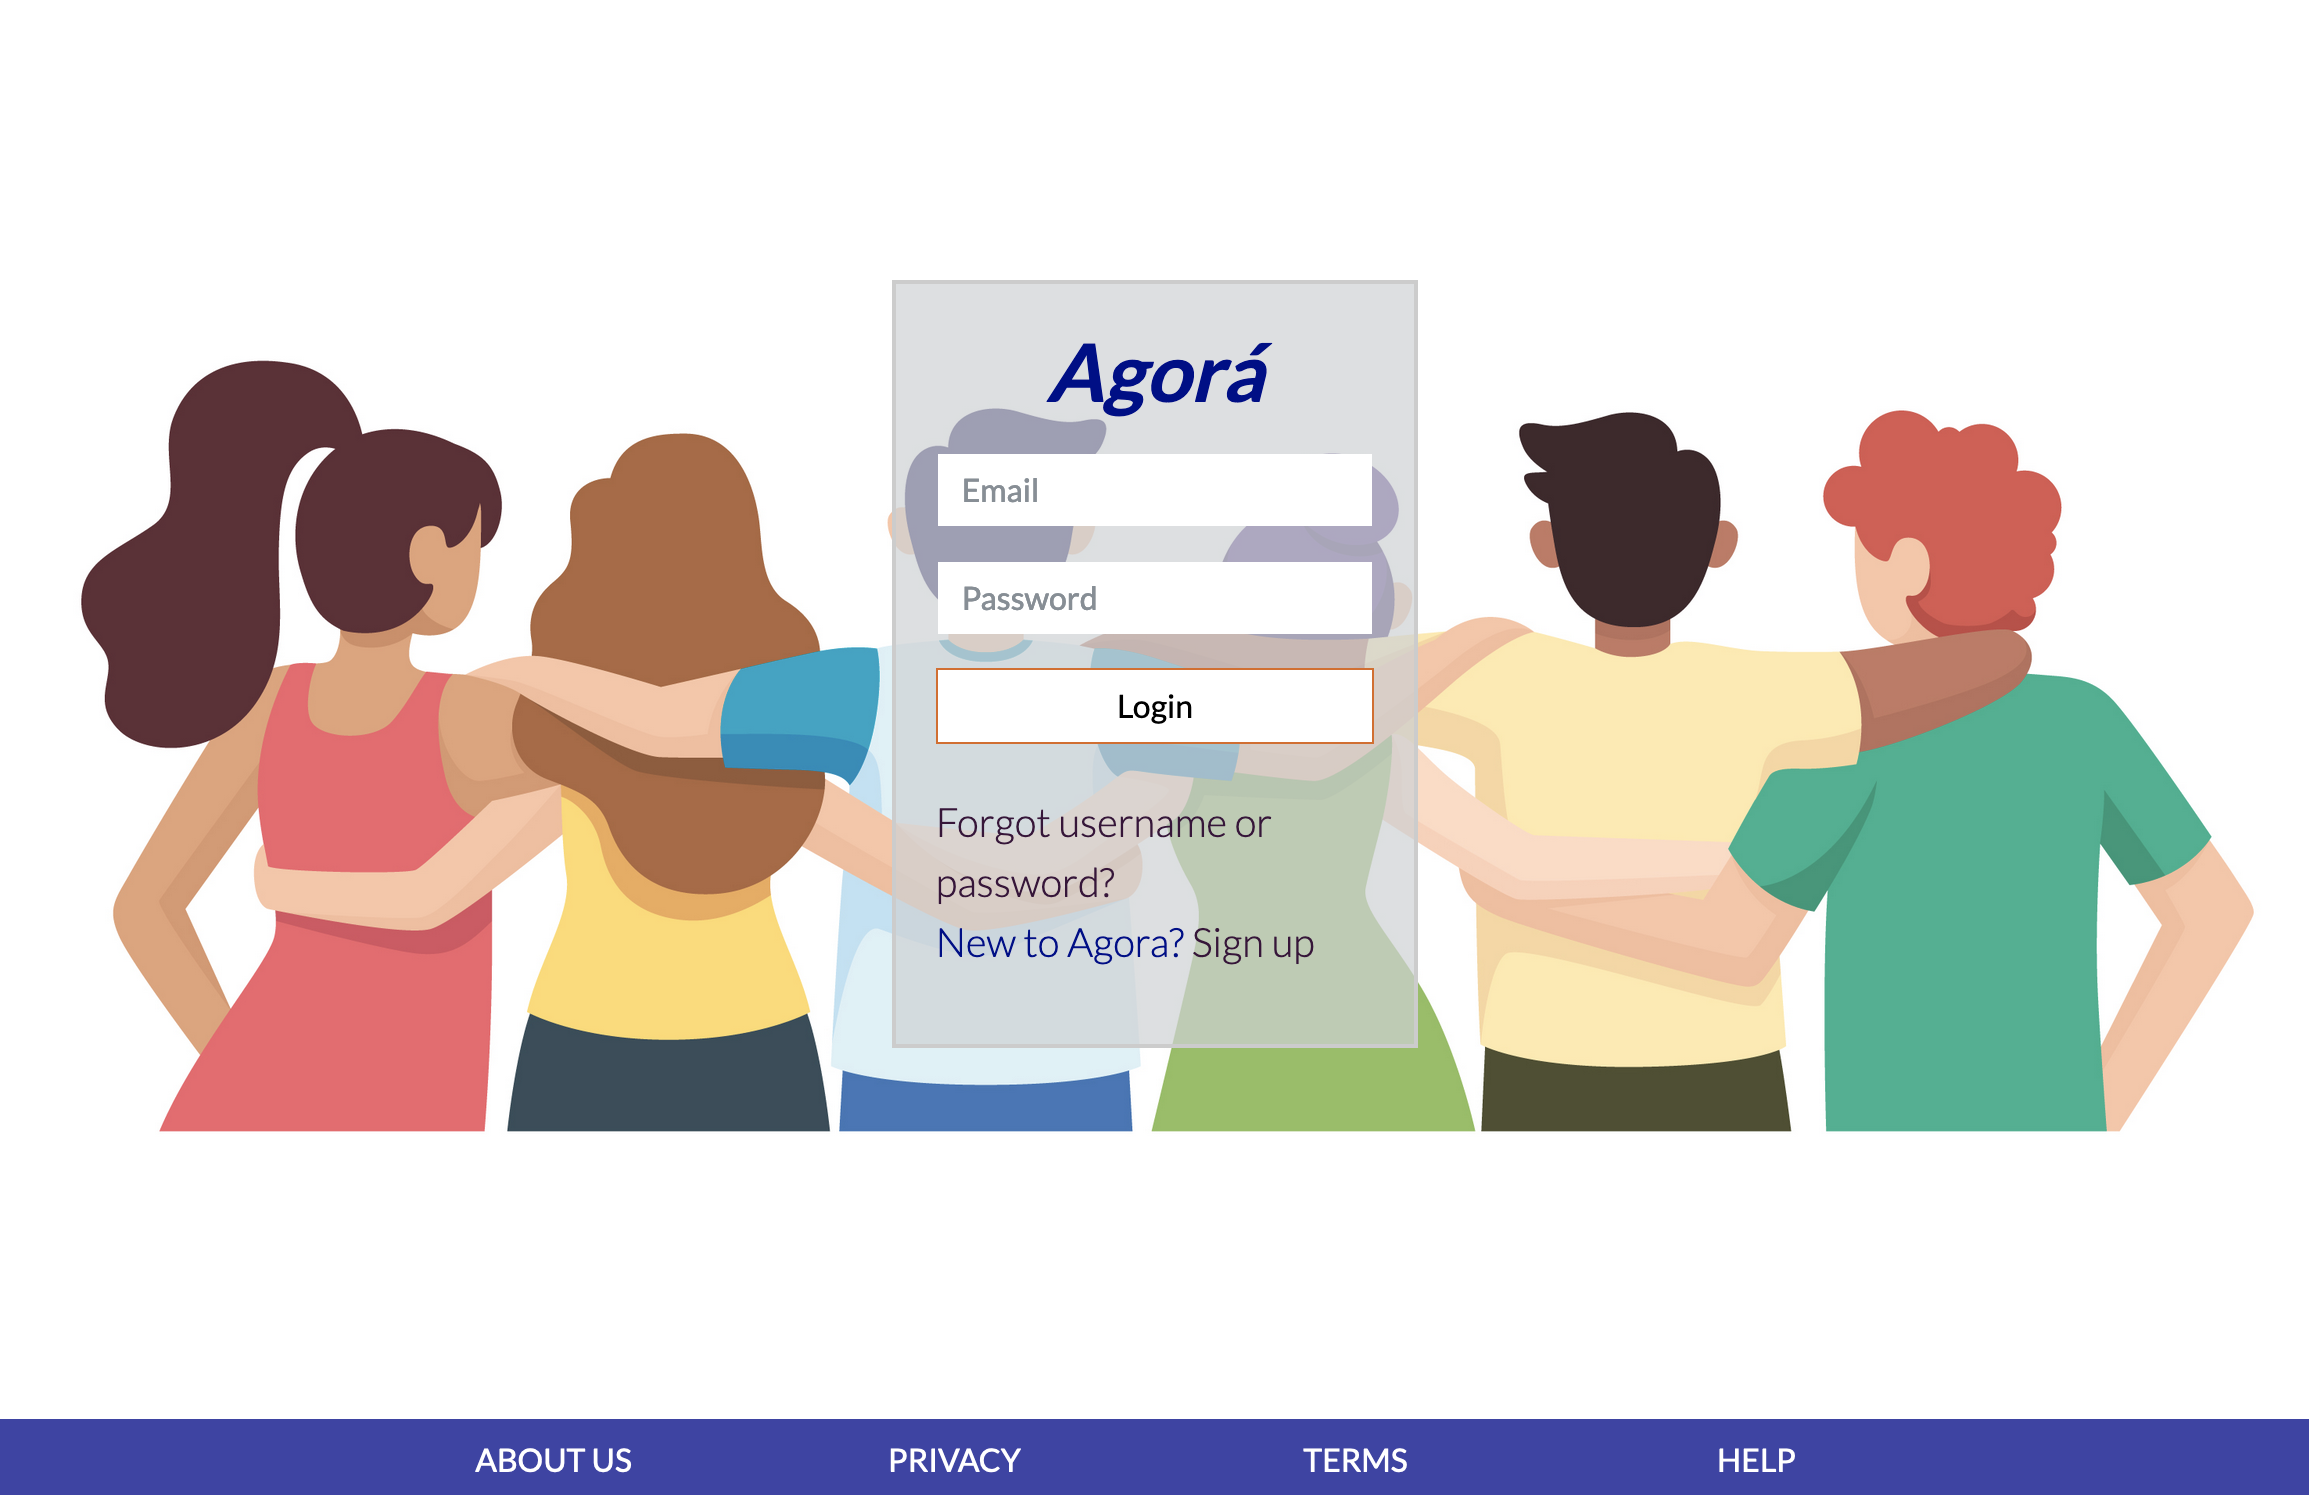 Agorá
Email
Password
Login
Forgot username or
password?
New to Agora? Sign up
ABOUT US PRIVACY TERMS HELP